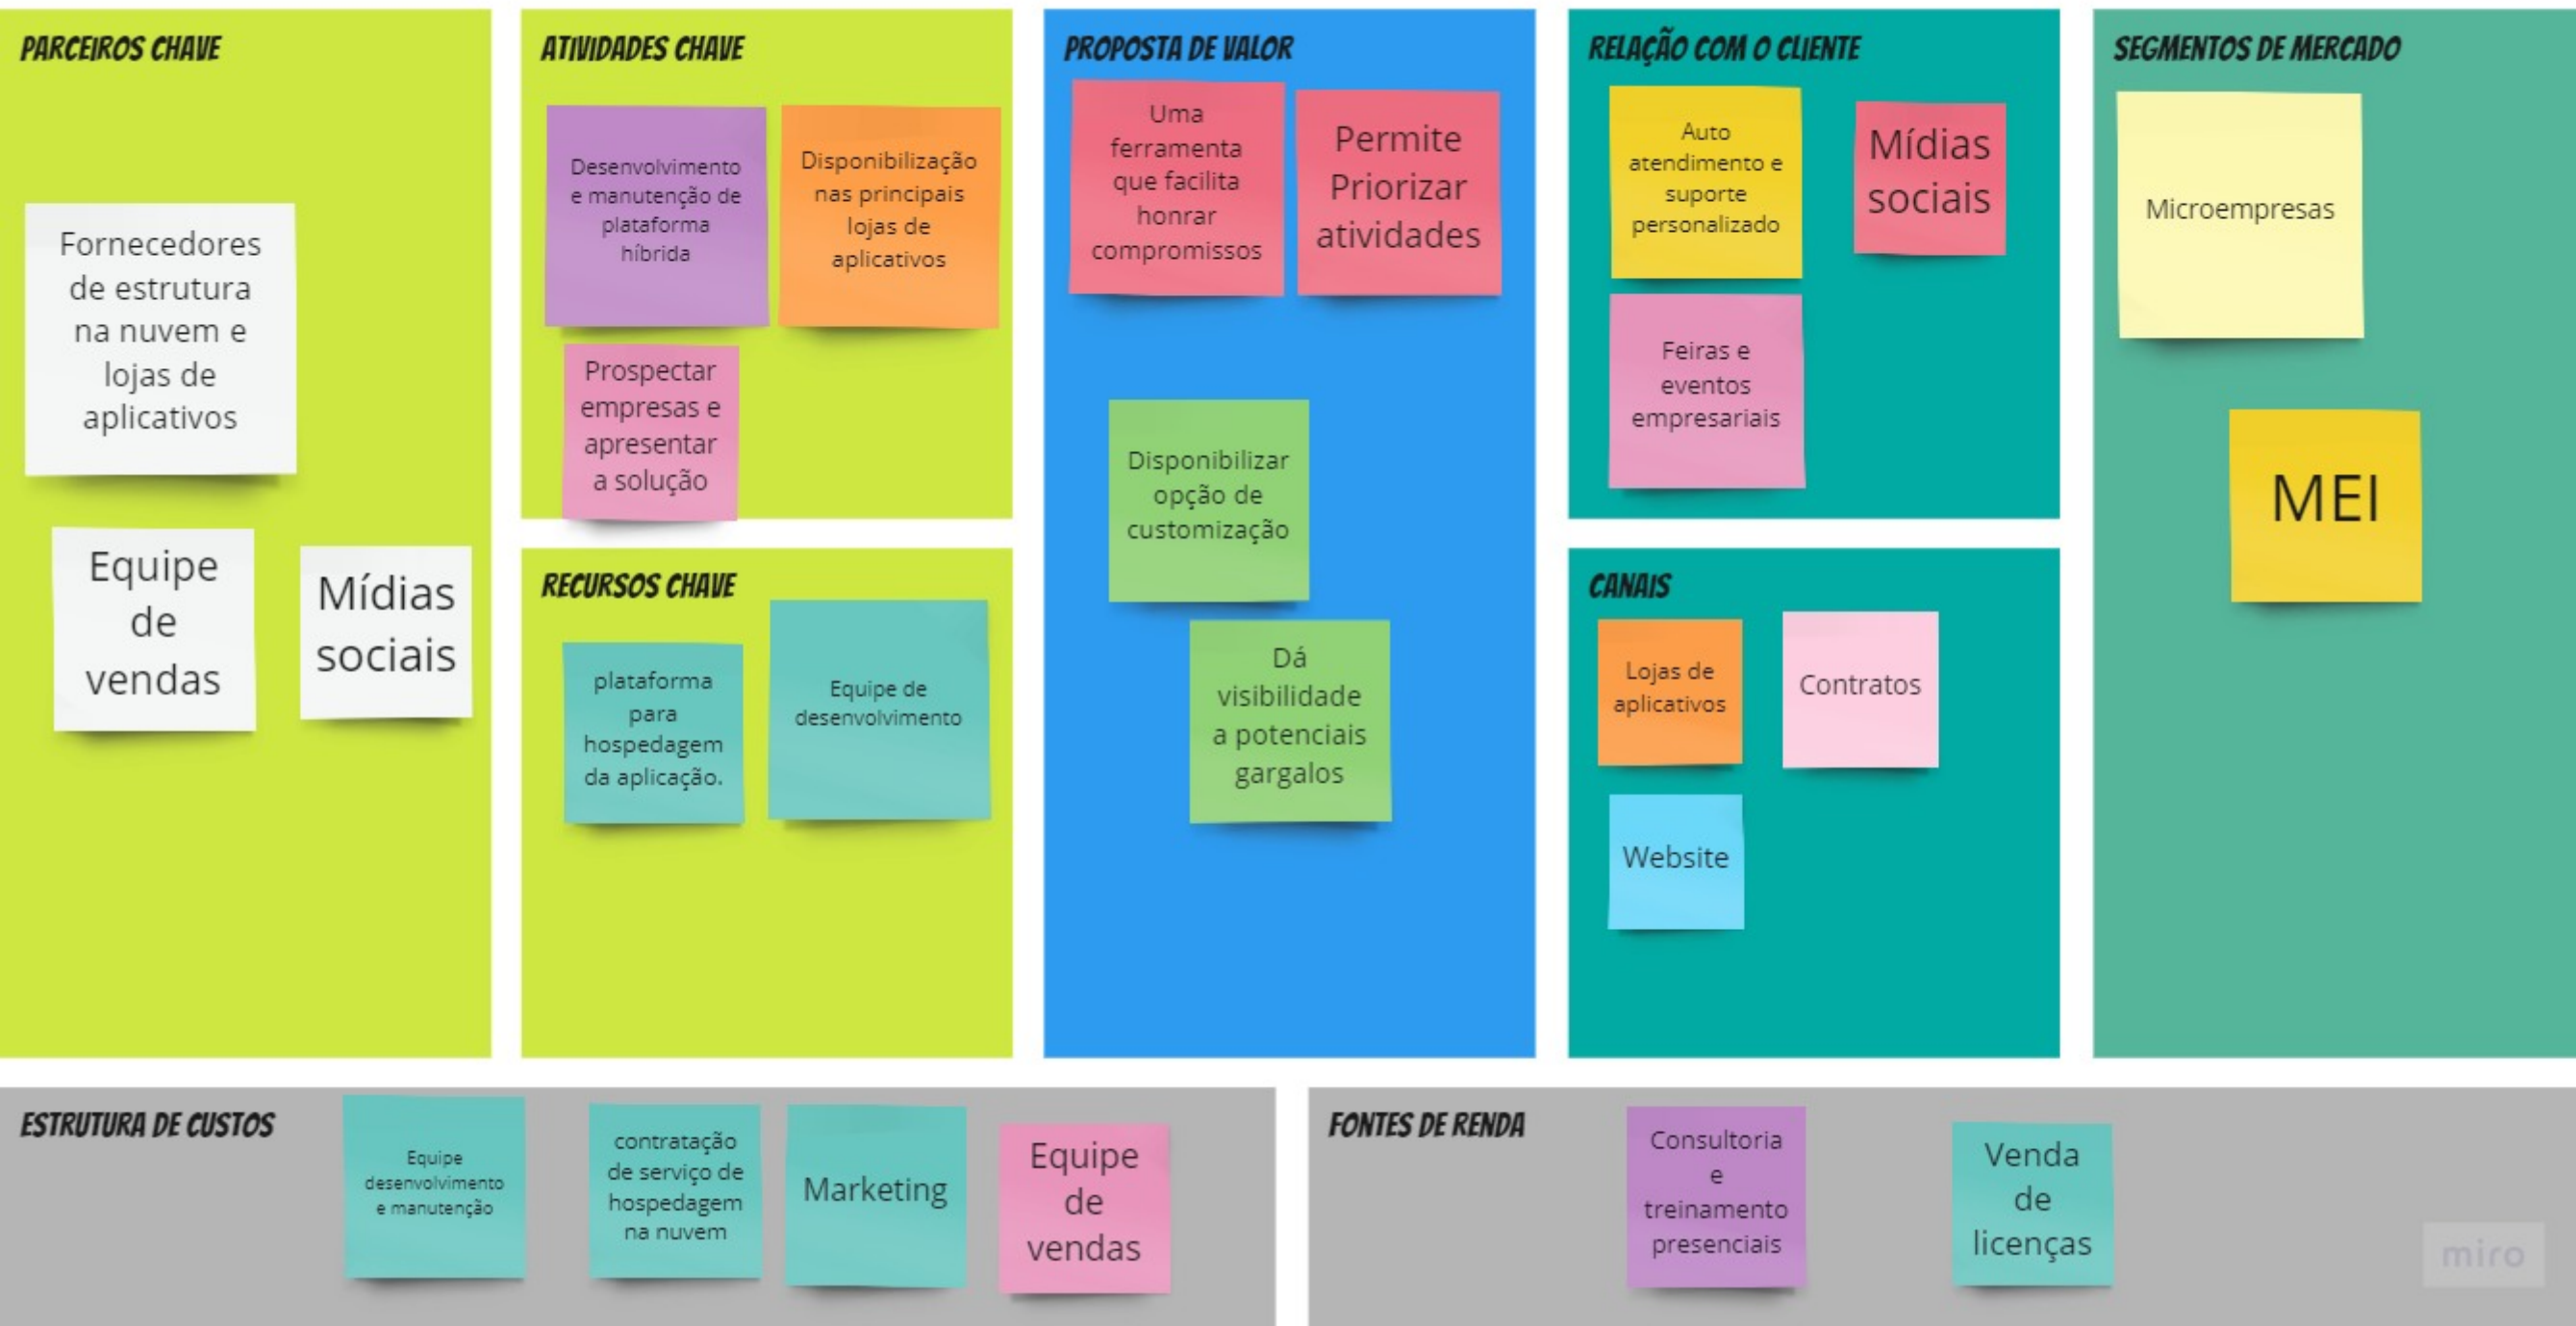 PARCEIROS CHAVE
Fornecedores
de estrutura
na nuvem e
lojas de
aplicativos
Equipe
de
vendas
Mídias
sociais
ATIVIDADES CHAVE
Desenvolvimento
e manutenção de
plataforma
híbrida
Disponibilização
nas principais
lojas de
aplicativos
Prospectar
empresas e
apresentar
a solução
RECURSOS CHAVE
plataforma
para
hospedagem
da aplicação.
Equipe de
desenvolvimento
PROPOSTA DE VALOR
Uma
ferramenta
que facilita
honrar
compromissos
Permite
Priorizar
atividades
Disponibilizar
opção de
customização
Dá
visibilidade
a potenciais
gargalos
RELAÇÃO COM O CLIENTE
Auto
atendimento e
suporte
personalizado
Mídias
sociais
Feiras e
eventos
empresariais
CANAIS
Lojas de
aplicativos
Contratos
Website
SEGMENTOS DE MERCADO
Microempresas
MEI
ESTRUTURA DE CUSTOS
Equipe
desenvolvimento
e manutenção
contratação
de serviço de
hospedagem
na nuvem
Marketing
Equipe
de
vendas
FONTES DE RENDA
Consultoria
e
treinamento
presenciais
Venda
de
licenças
miro